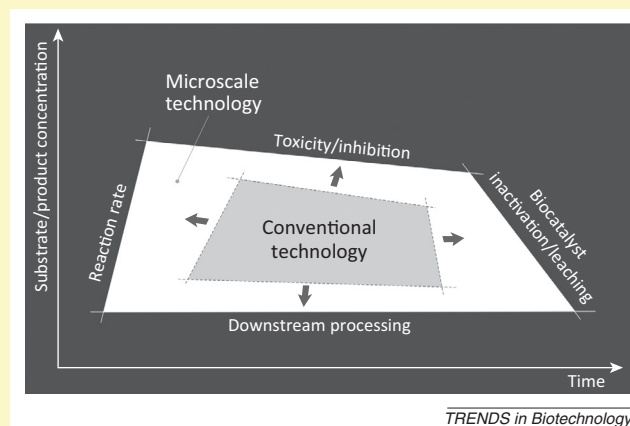 Substrate/product concentration
Microscale
technology
Toxicity/inhibition
Reaction rate
Conventional
technology
Biocatalyst
inactivation/leaching
Downstream processing
Time
TRENDS in Biotechnology